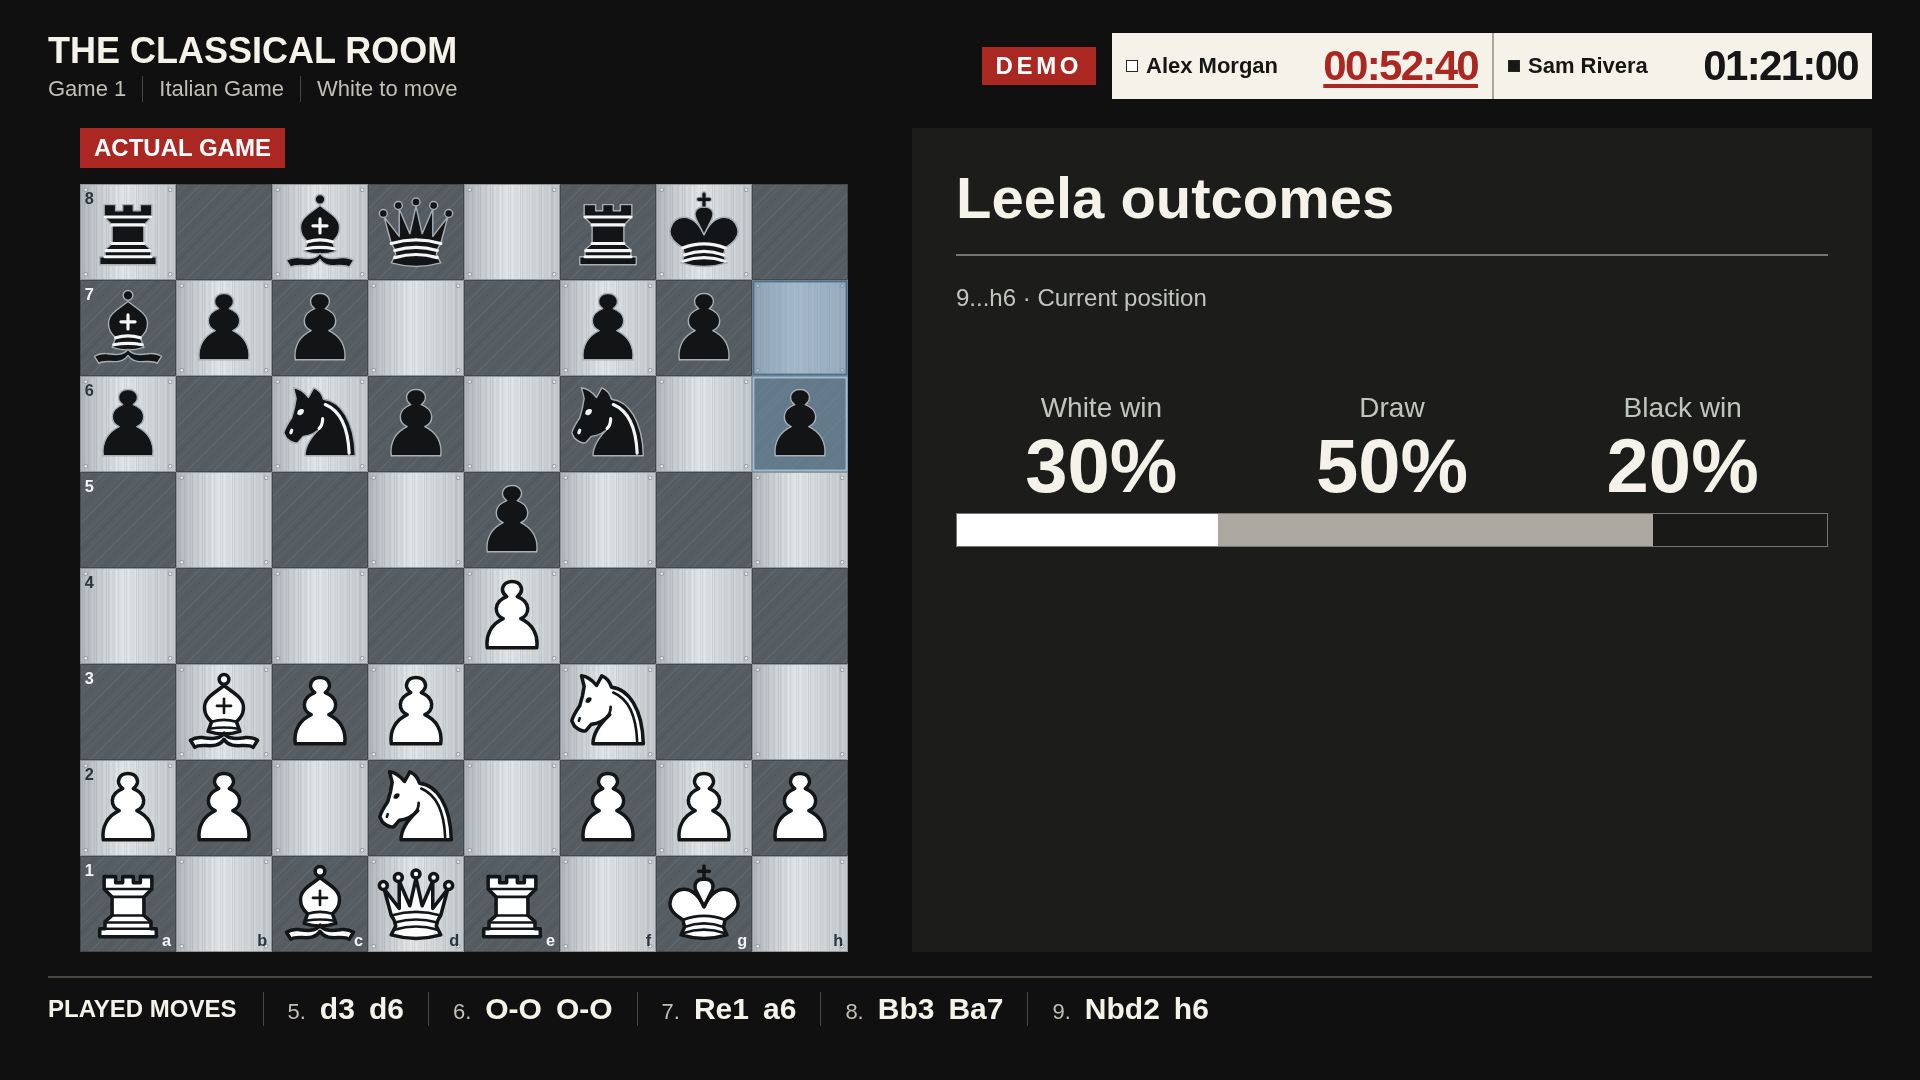 THE CLASSICAL ROOM
Game 1 Italian Game White to move
DEMO
Alex Morgan 00:52:40
Sam Rivera 01:21:00
ACTUAL GAME
8
7
6
5
4
3
2
1
a b c d e f g h
Leela outcomes
9...h6 · Current position
White win Draw Black win
30% 50% 20%
PLAYED MOVES 5. d3 d6 6. O-O O-O 7. Re1 a6 8. Bb3 Ba7 9. Nbd2 h6